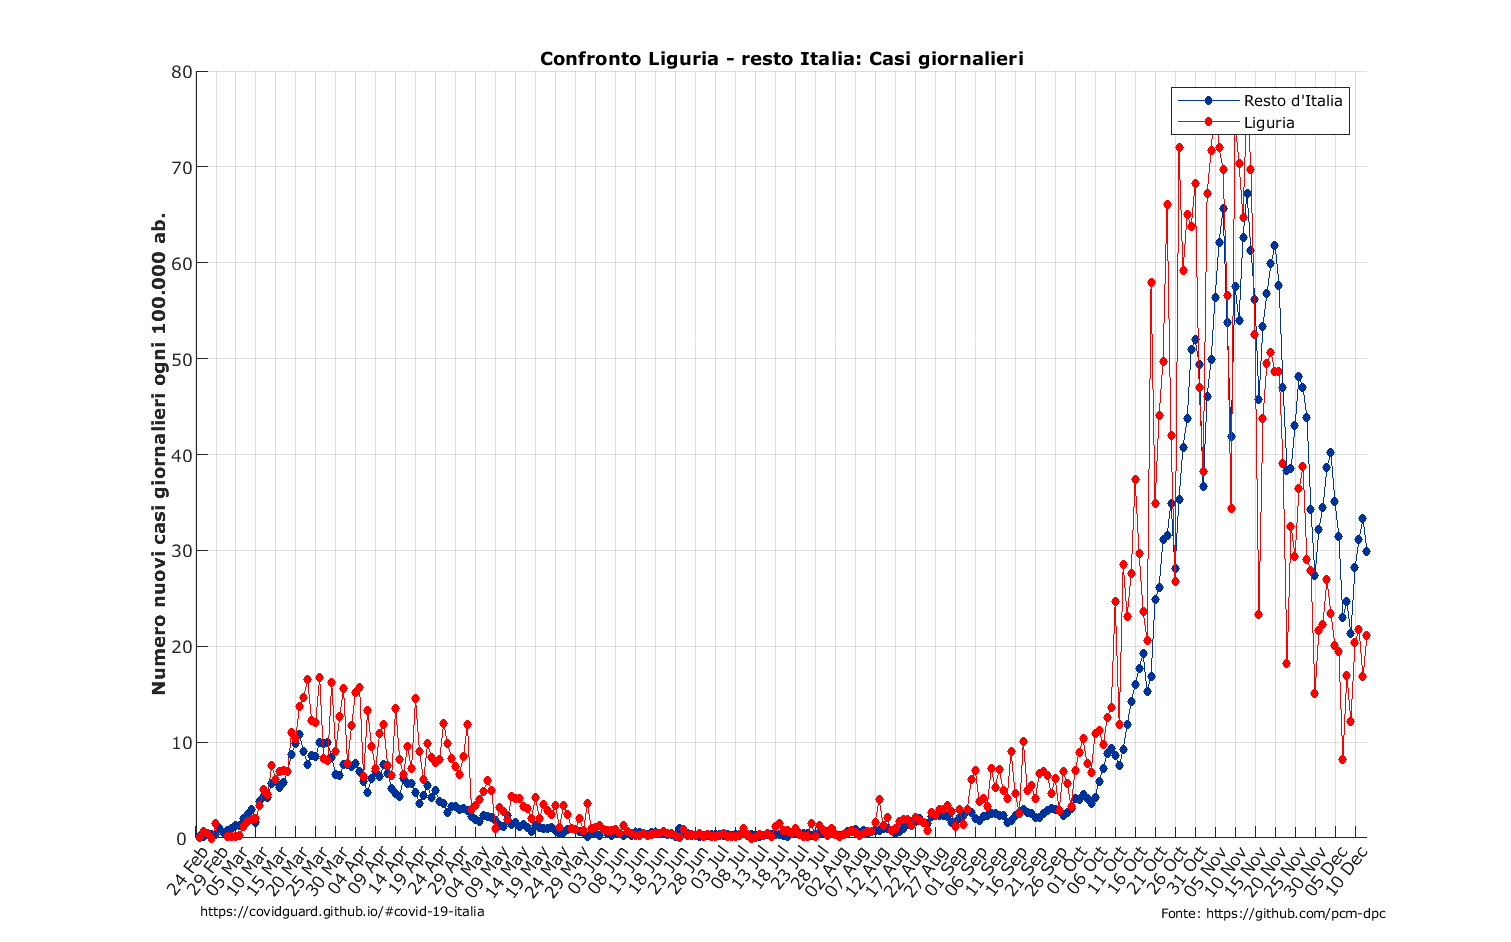 Confronto Liguria - resto Italia: Casi giornalieri
Resto d'Italia
Liguria
Numero nuovi casi giornalieri ogni 100.000 ab.
80
70
60
50
40
30
20
10
0
24 Feb
29 Feb
05 Mar
10 Mar
15 Mar
20 Mar
25 Mar
30 Mar
04 Apr
09 Apr
14 Apr
19 Apr
24 Apr
29 Apr
04 May
09 May
14 May
19 May
24 May
29 May
03 Jun
08 Jun
13 Jun
18 Jun
23 Jun
28 Jun
03 Jul
08 Jul
13 Jul
18 Jul
23 Jul
28 Jul
02 Aug
07 Aug
12 Aug
17 Aug
22 Aug
27 Aug
01 Sep
06 Sep
11 Sep
16 Sep
21 Sep
26 Sep
01 Oct
06 Oct
11 Oct
16 Oct
21 Oct
26 Oct
31 Oct
05 Nov
10 Nov
15 Nov
20 Nov
25 Nov
30 Nov
05 Dec
10 Dec
https://covidguard.github.io/#covid-19-italia
Fonte: https://github.com/pcm-dpc